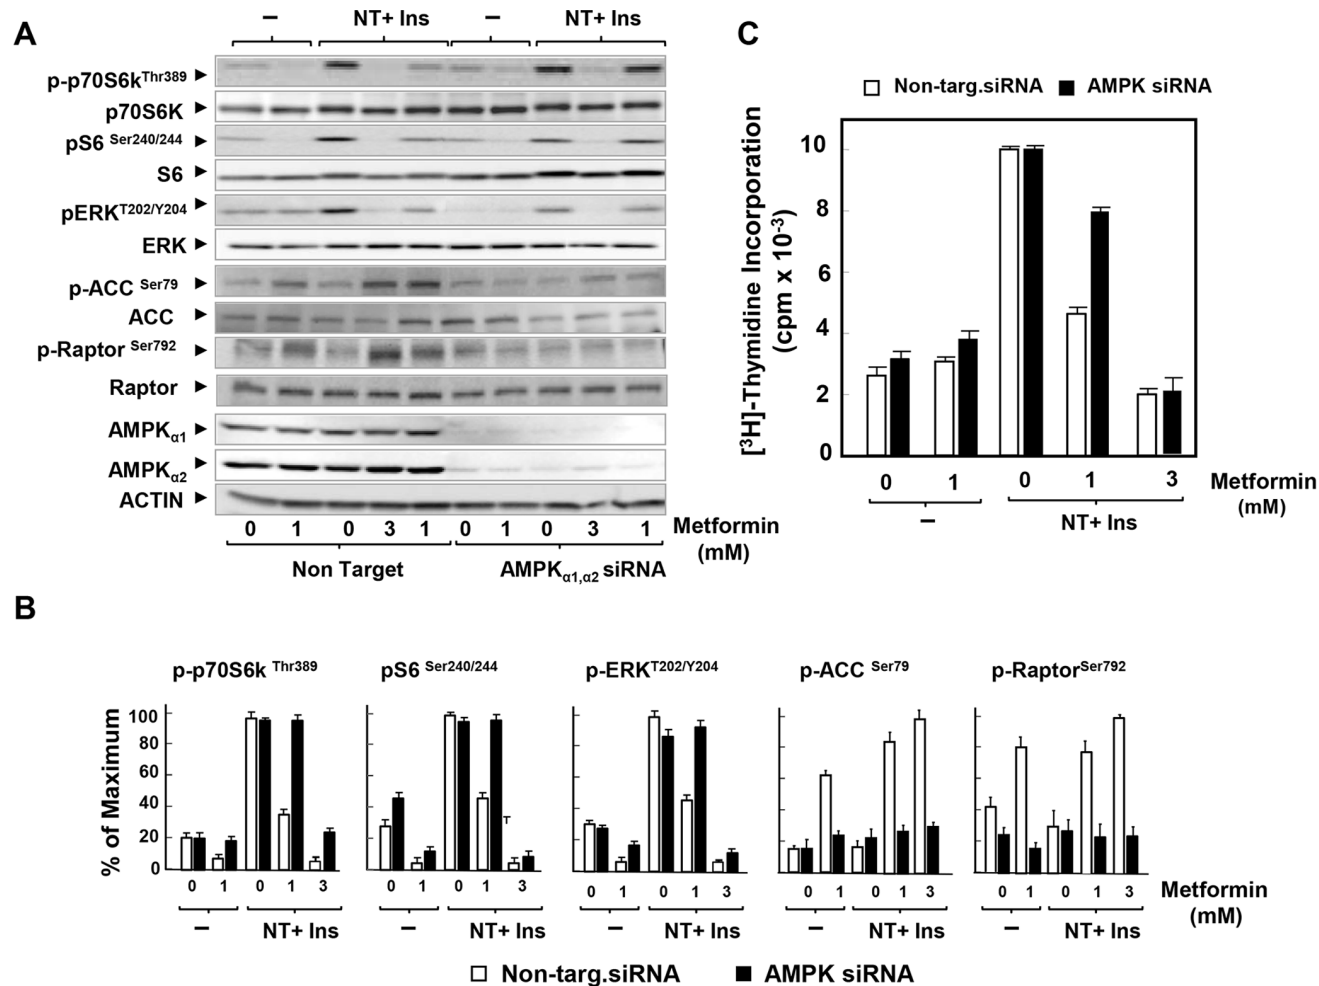 A
– NT+ Ins – NT+ Ins
p-p70S6k Thr389
p70S6K
pS6 Ser240/244
S6
pERK T202/Y204
ERK
p-ACC Ser79
ACC
p-Raptor Ser792
Raptor
AMPKα1
AMPKα2
ACTIN
0 1 0 3 1 0 1 0 3 1 Metformin
(mM)
Non Target AMPKα1,α2 siRNA
C
Non-targ.siRNA AMPK siRNA
[³H]-Thymidine Incorporation
(cpm x 10⁻³)
10
8
6
4
2
0
0 1 0 1 3 Metformin
(mM)
– NT+ Ins
B
p-p70S6k Thr389 pS6 Ser240/244 p-ERK T202/Y204 p-ACC Ser79 p-Raptor Ser792
% of Maximum
100
80
60
40
20
0
0 1 0 1 3 0 1 0 1 3 0 1 0 1 3 0 1 0 1 3 0 1 0 1 3 Metformin
(mM)
– NT+ Ins – NT+ Ins – NT+ Ins – NT+ Ins – NT+ Ins
Non-targ.siRNA AMPK siRNA